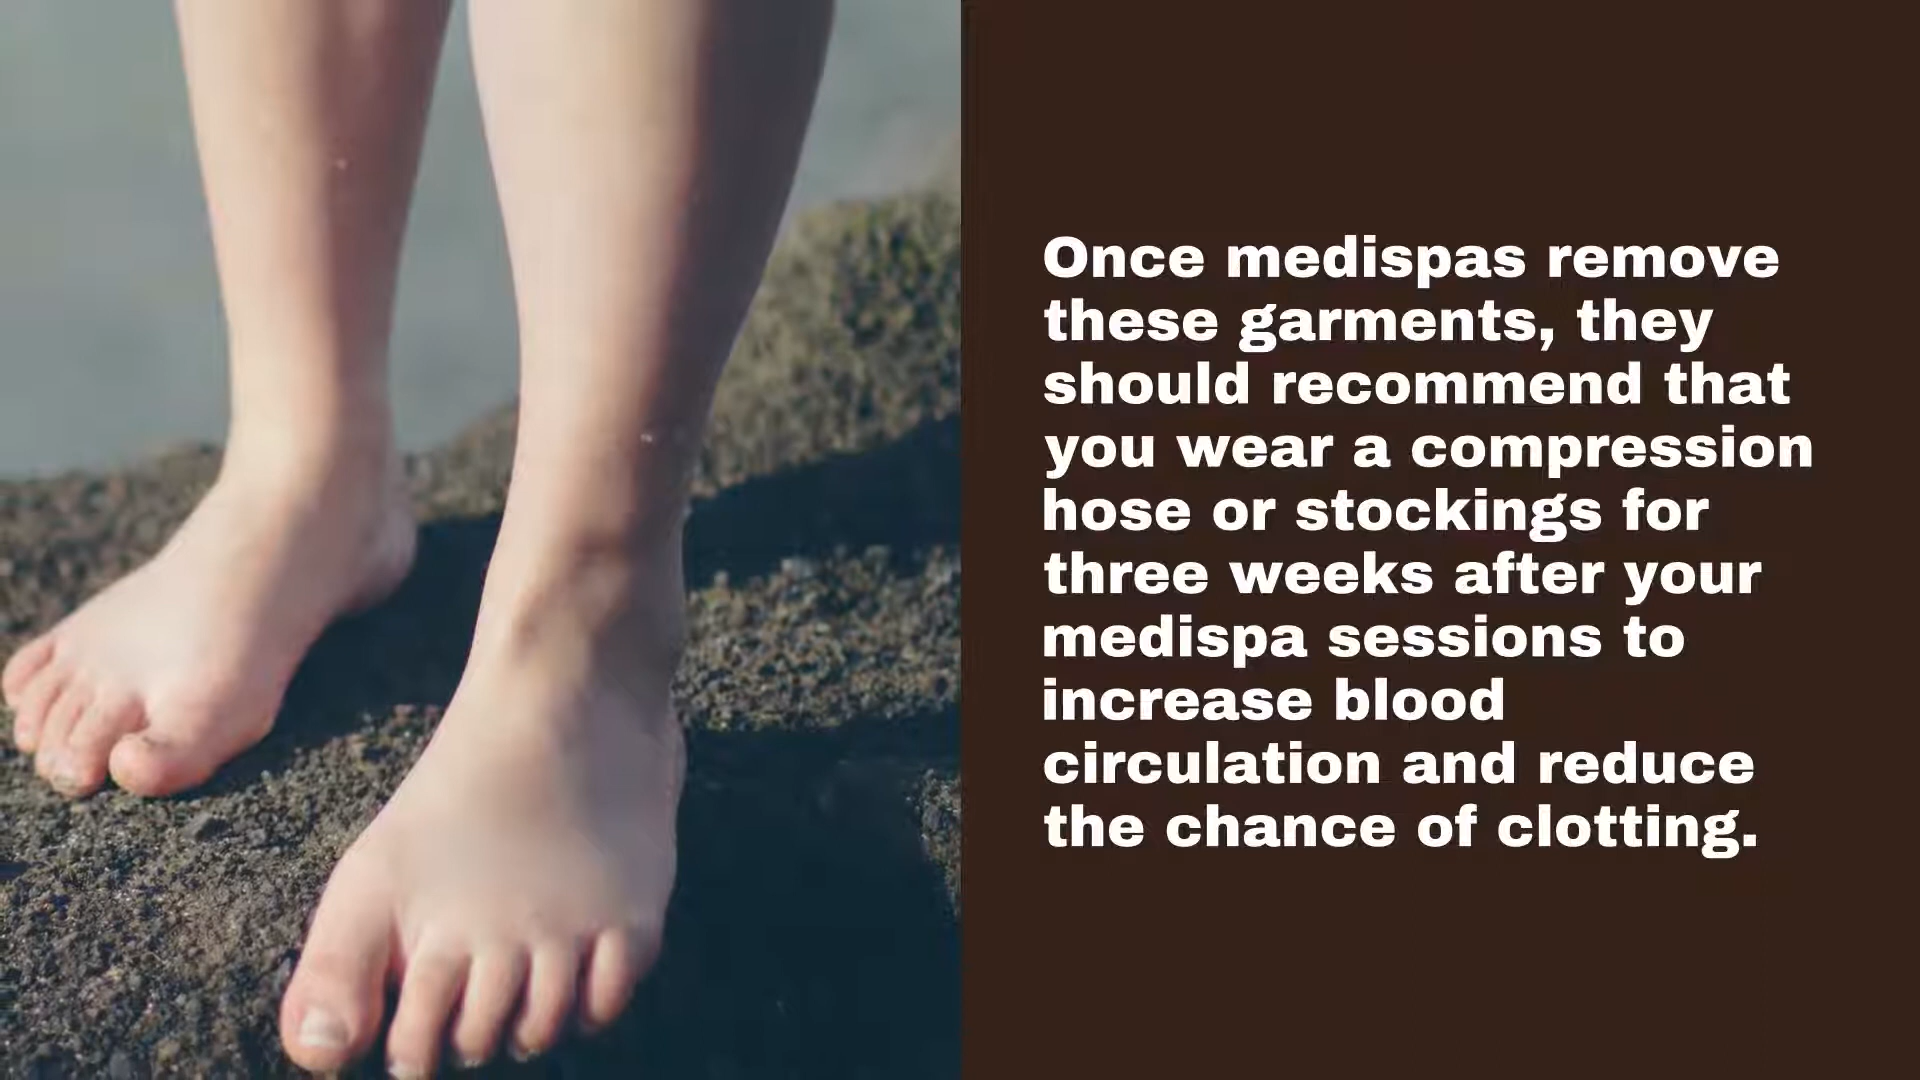 Once medispas remove
these garments, they
should recommend that
you wear a compression
hose or stockings for
three weeks after your
medispa sessions to
increase blood
circulation and reduce
the chance of clotting.